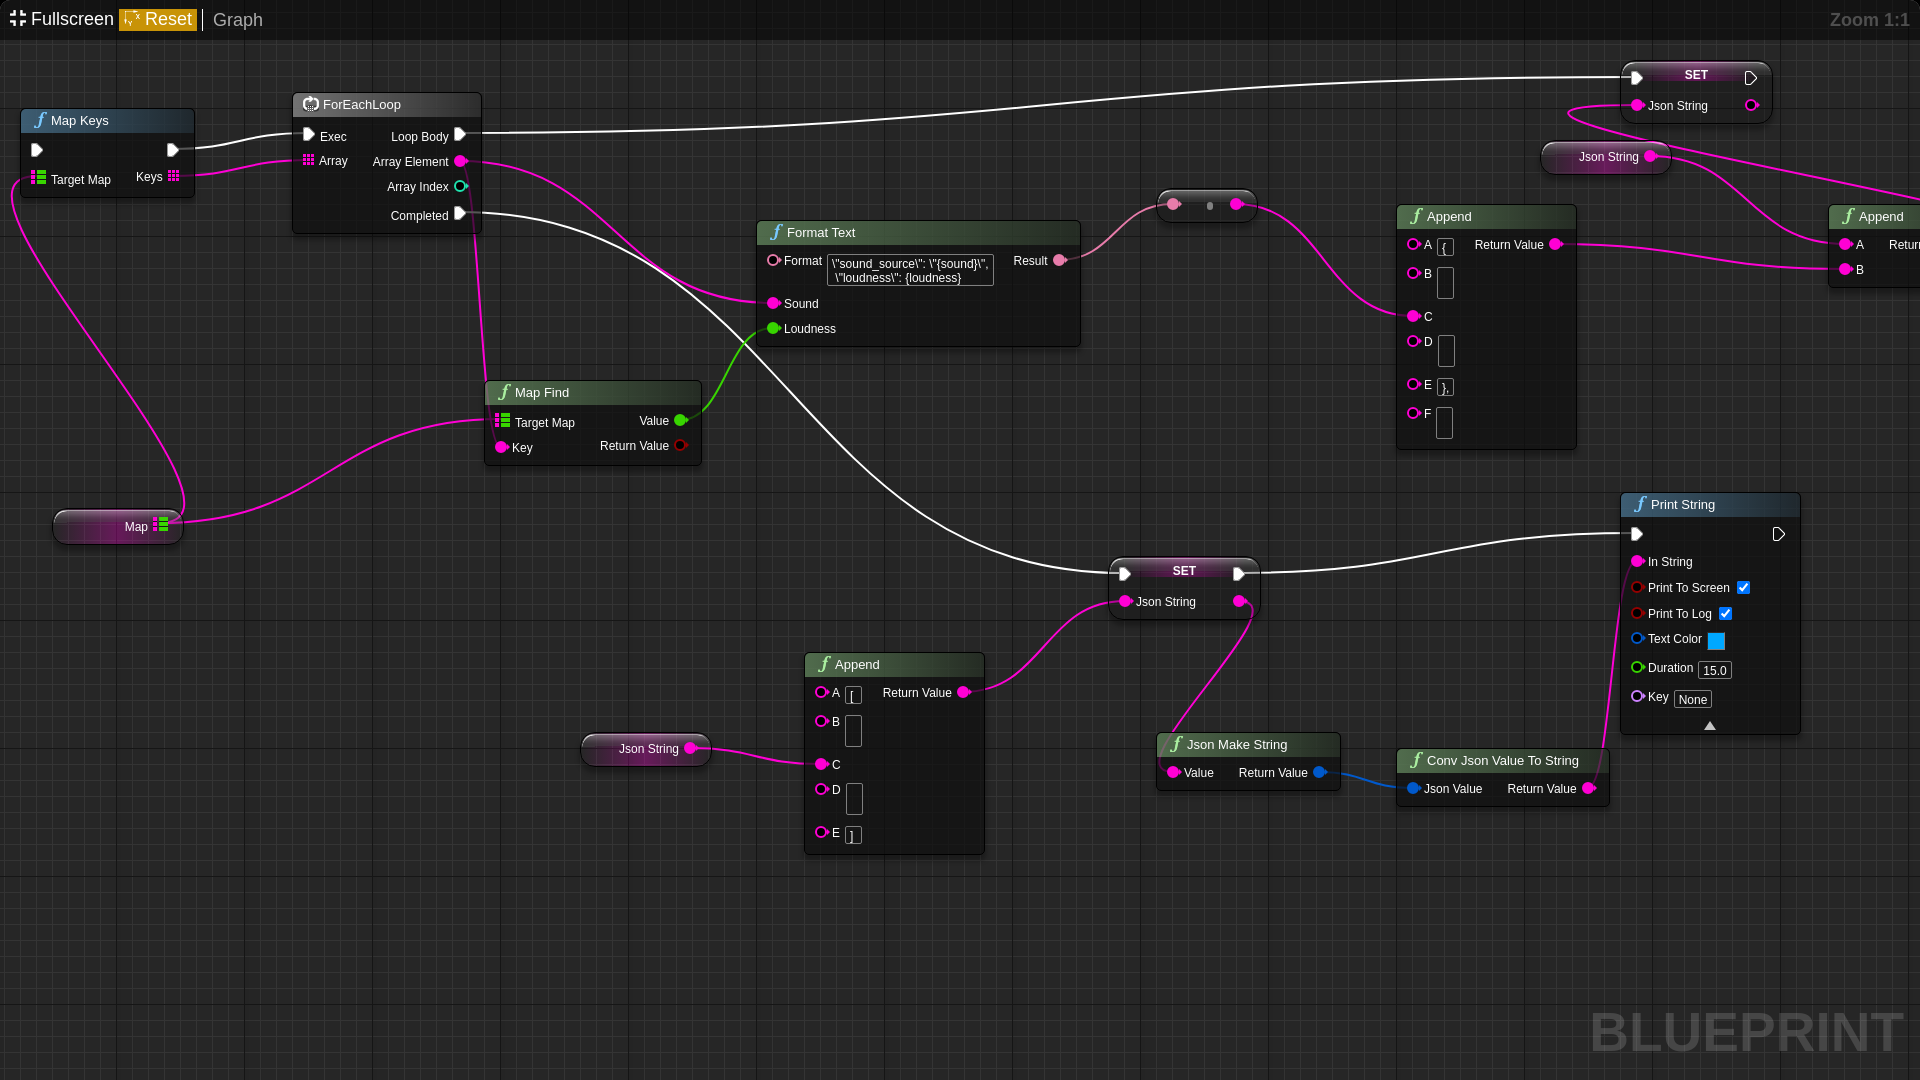 Fullscreen Reset Graph
Zoom 1:1
Map Keys
Target Map Keys
ForEachLoop
Exec Loop Body
Array Array Element
Array Index
Completed
Format Text
Format \"sound_source\": \"{sound}\",
\"loudness\": {loudness}
Result
Sound
Loudness
SET
Json String
Json String
Append
A { Return Value
B
C
D
E },
F
Append
A
B
Map Find
Target Map Value
Key Return Value
Map
SET
Json String
Print String
In String
Print To Screen
Print To Log
Text Color
Duration 15.0
Key None
Append
A [ Return Value
B
C
D
E ]
Json String
Json Make String
Value Return Value
Conv Json Value To String
Json Value Return Value
BLUEPRINT